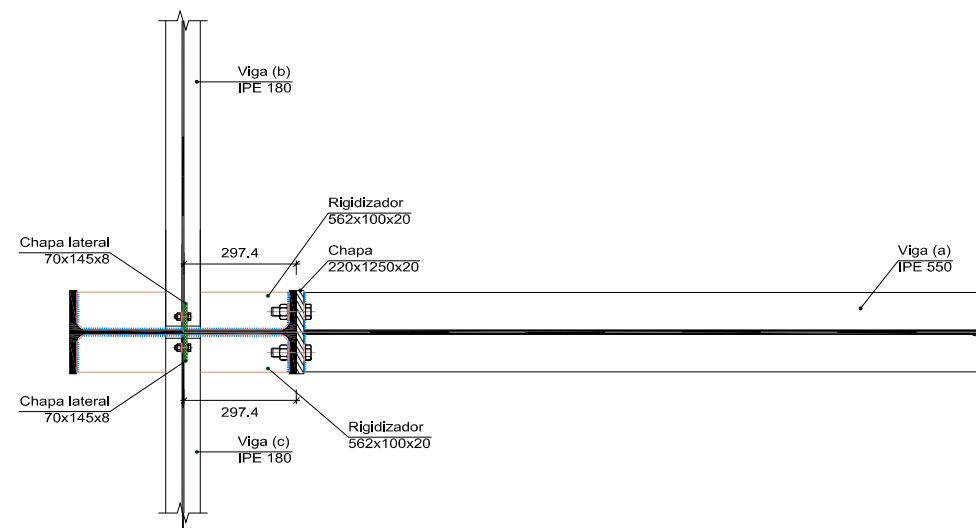 Viga (b)
IPE 180
Rigidizador
562x100x20
Chapa lateral
70x145x8
297.4
Chapa
220x1250x20
Viga (a)
IPE 550
Chapa lateral
70x145x8
297.4
Rigidizador
562x100x20
Viga (c)
IPE 180